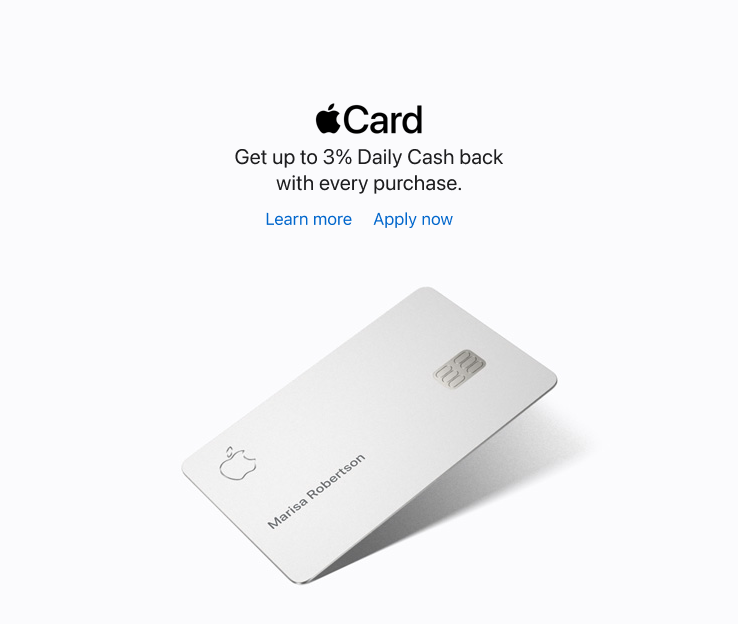 Card
Get up to 3% Daily Cash back
with every purchase.
Learn more Apply now
Marisa Robertson